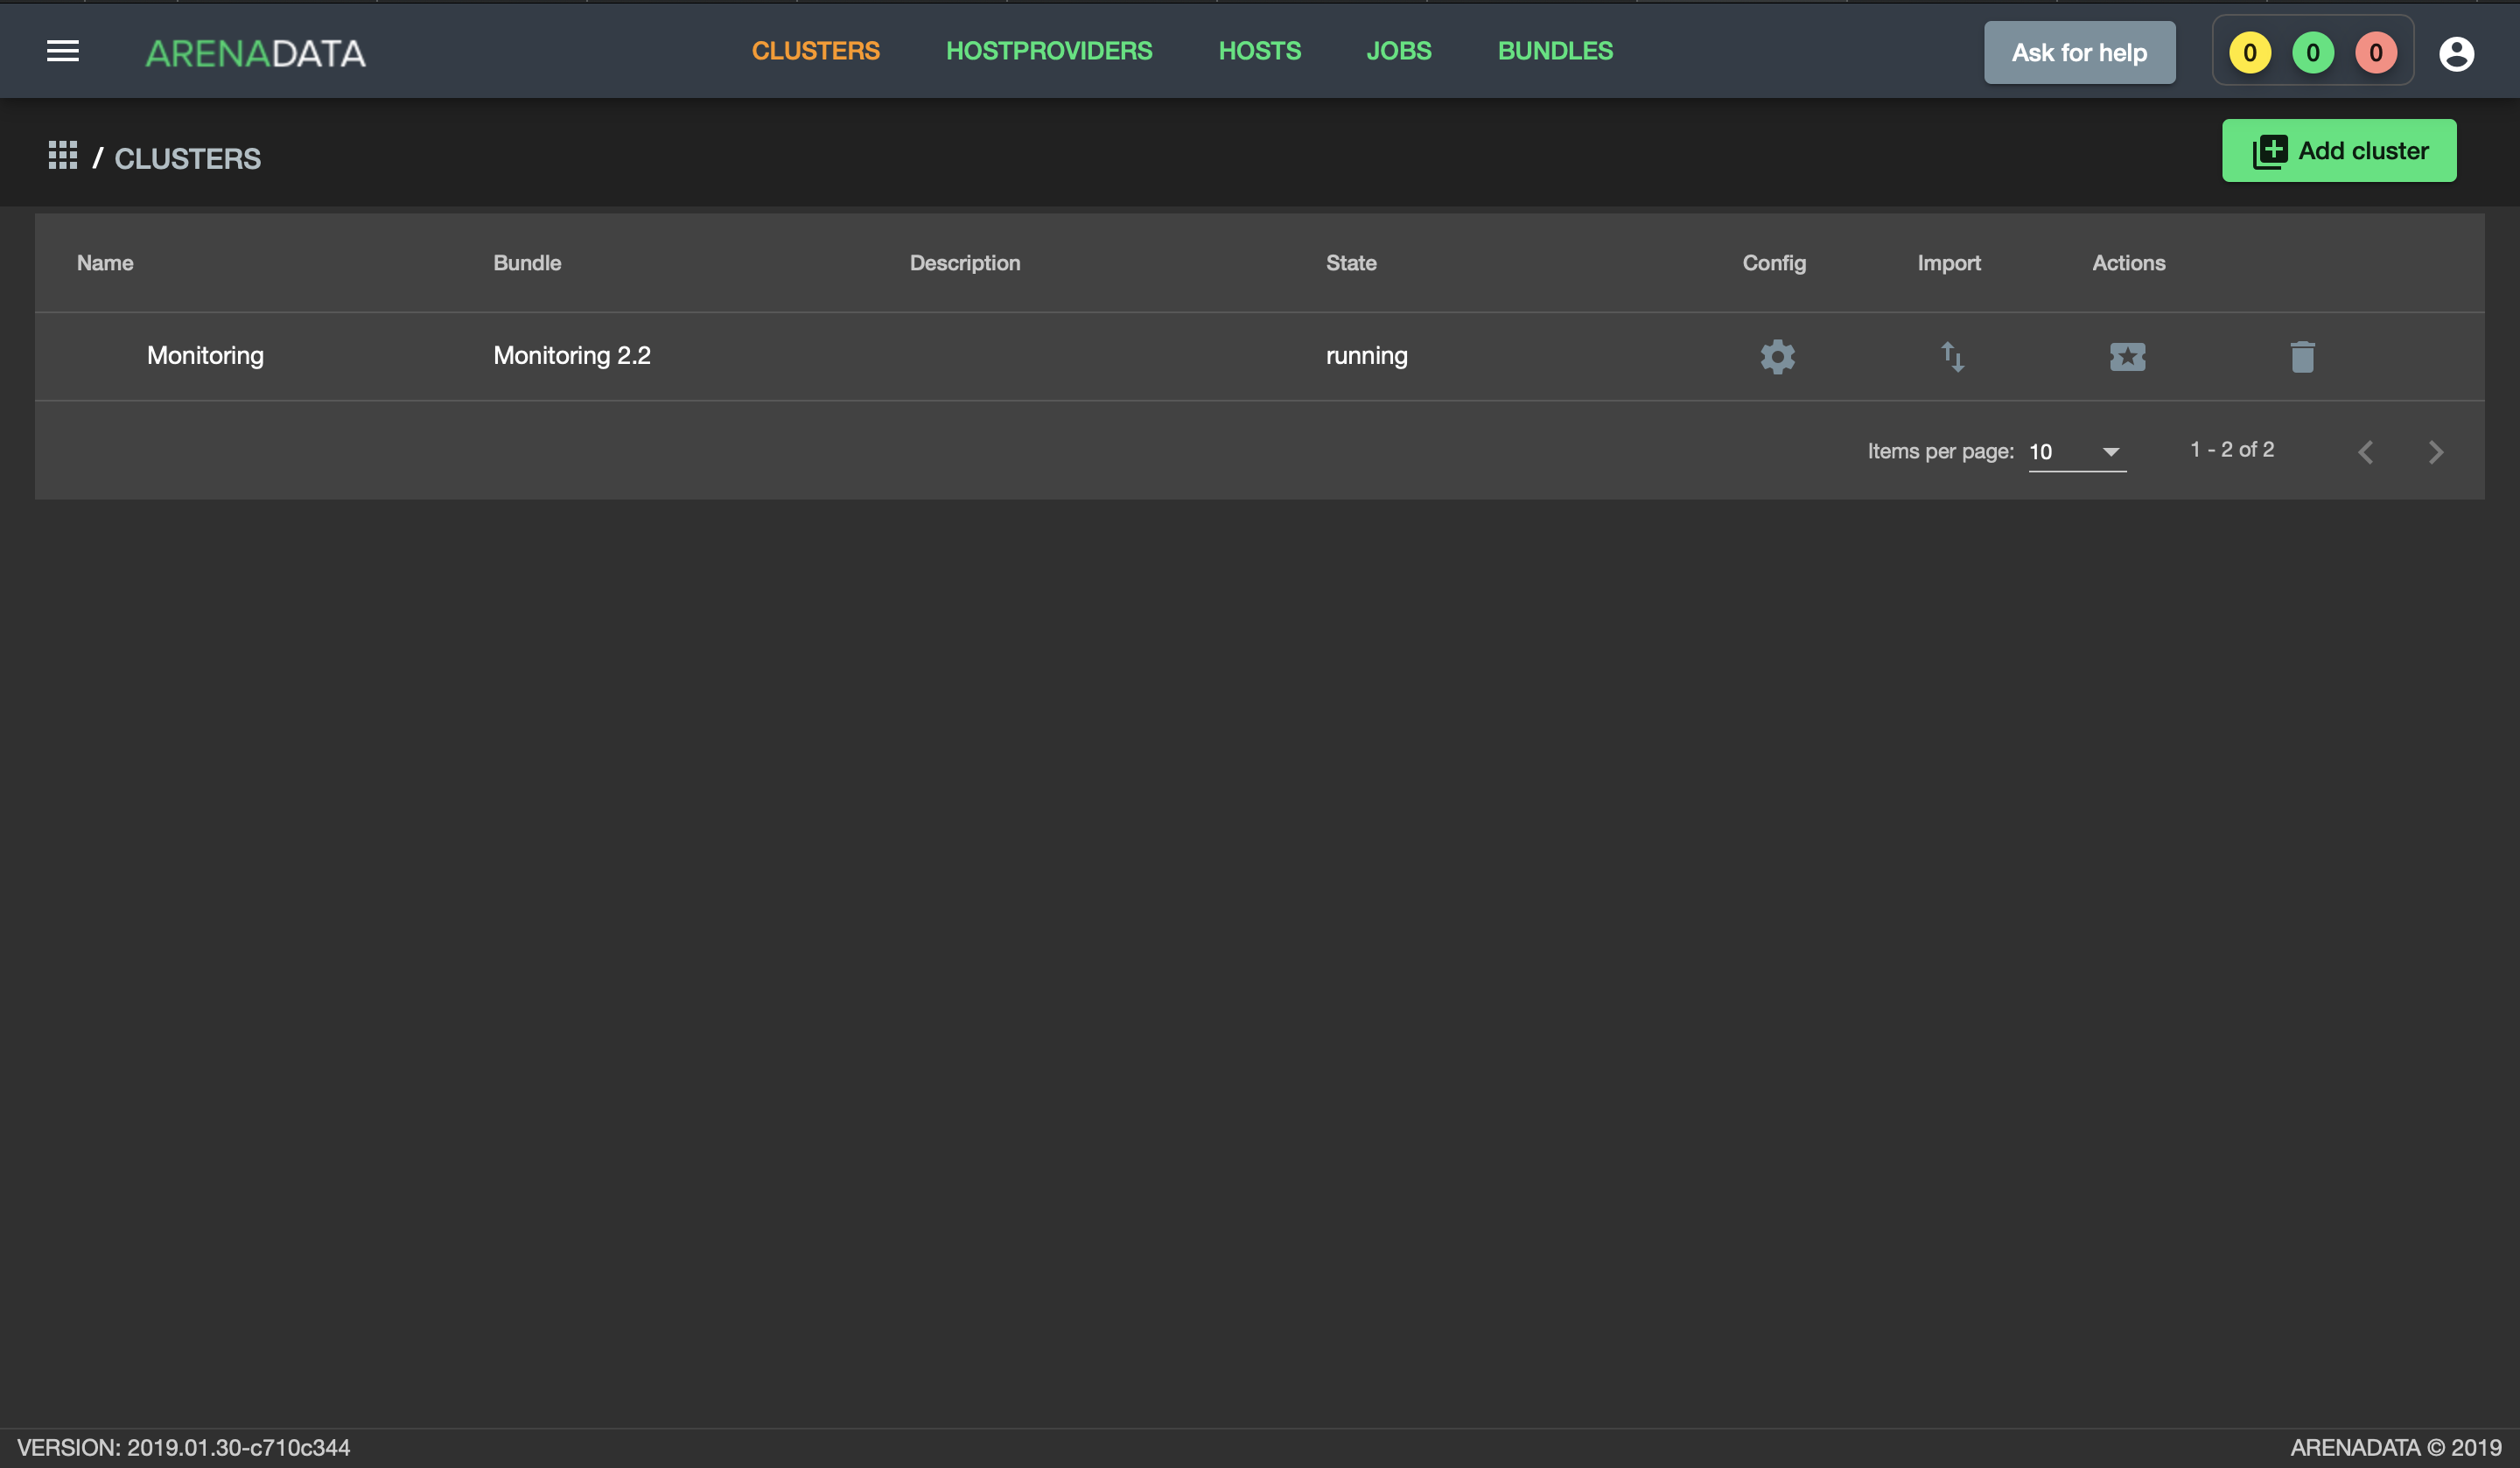 ARENADATA CLUSTERS HOSTPROVIDERS HOSTS JOBS BUNDLES Ask for help 0 0 0
/ CLUSTERS Add cluster
Name Bundle Description State Config Import Actions
Monitoring Monitoring 2.2 running
Items per page: 10 1 - 2 of 2
VERSION: 2019.01.30-c710c344 ARENADATA © 2019